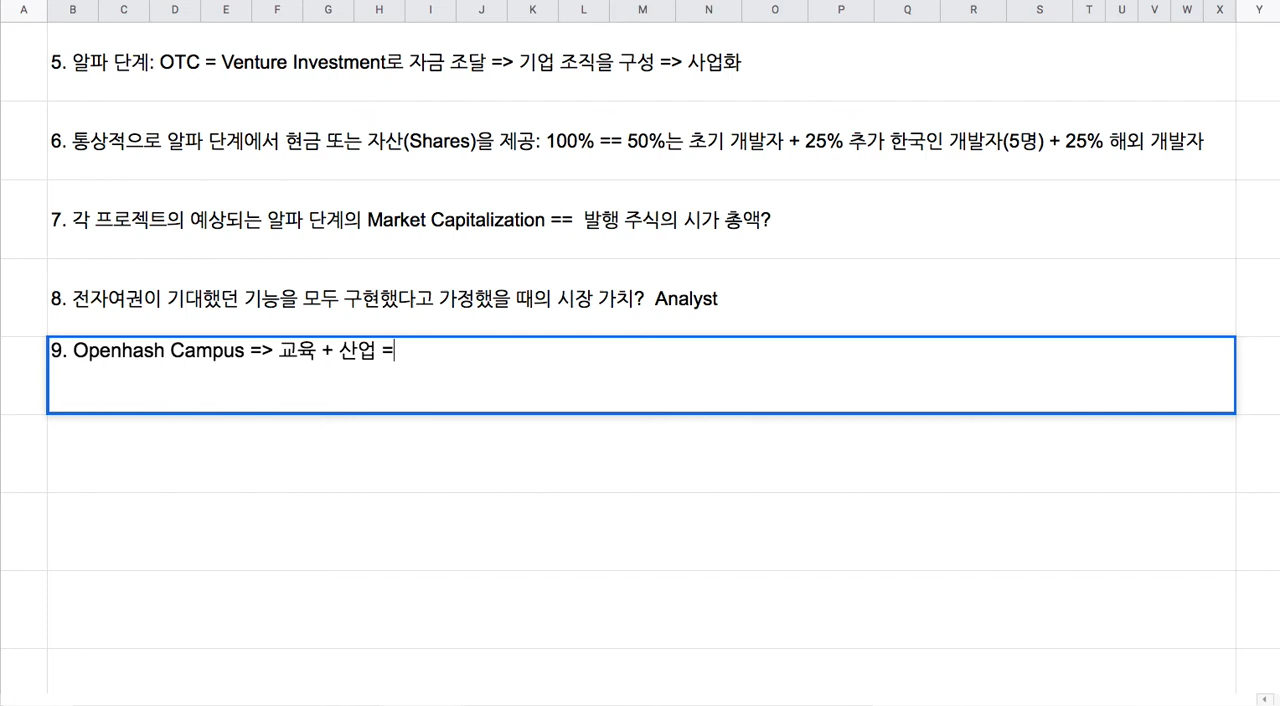 A B C D E F G H I J K L M N O P Q R S T U V W X Y
5. 알파 단계: OTC = Venture Investment로 자금 조달 => 기업 조직을 구성 => 사업화
6. 통상적으로 알파 단계에서 현금 또는 자산(Shares)을 제공: 100% == 50%는 초기 개발자 + 25% 추가 한국인 개발자(5명) + 25% 해외 개발자
7. 각 프로젝트의 예상되는 알파 단계의 Market Capitalization == 발행 주식의 시가 총액?
8. 전자여권이 기대했던 기능을 모두 구현했다고 가정했을 때의 시장 가치? Analyst
9. Openhash Campus => 교육 + 산업 =